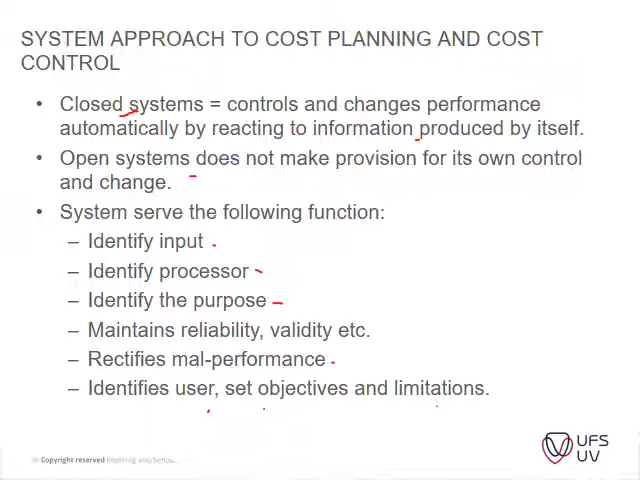 SYSTEM APPROACH TO COST PLANNING AND COST
CONTROL
• Closed systems = controls and changes performance
automatically by reacting to information produced by itself.
• Open systems does not make provision for its own control
and change.
• System serve the following function:
– Identify input
– Identify processor
– Identify the purpose
– Maintains reliability, validity etc.
– Rectifies mal-performance
– Identifies user, set objectives and limitations.
Copyright reserved
UFS
UV